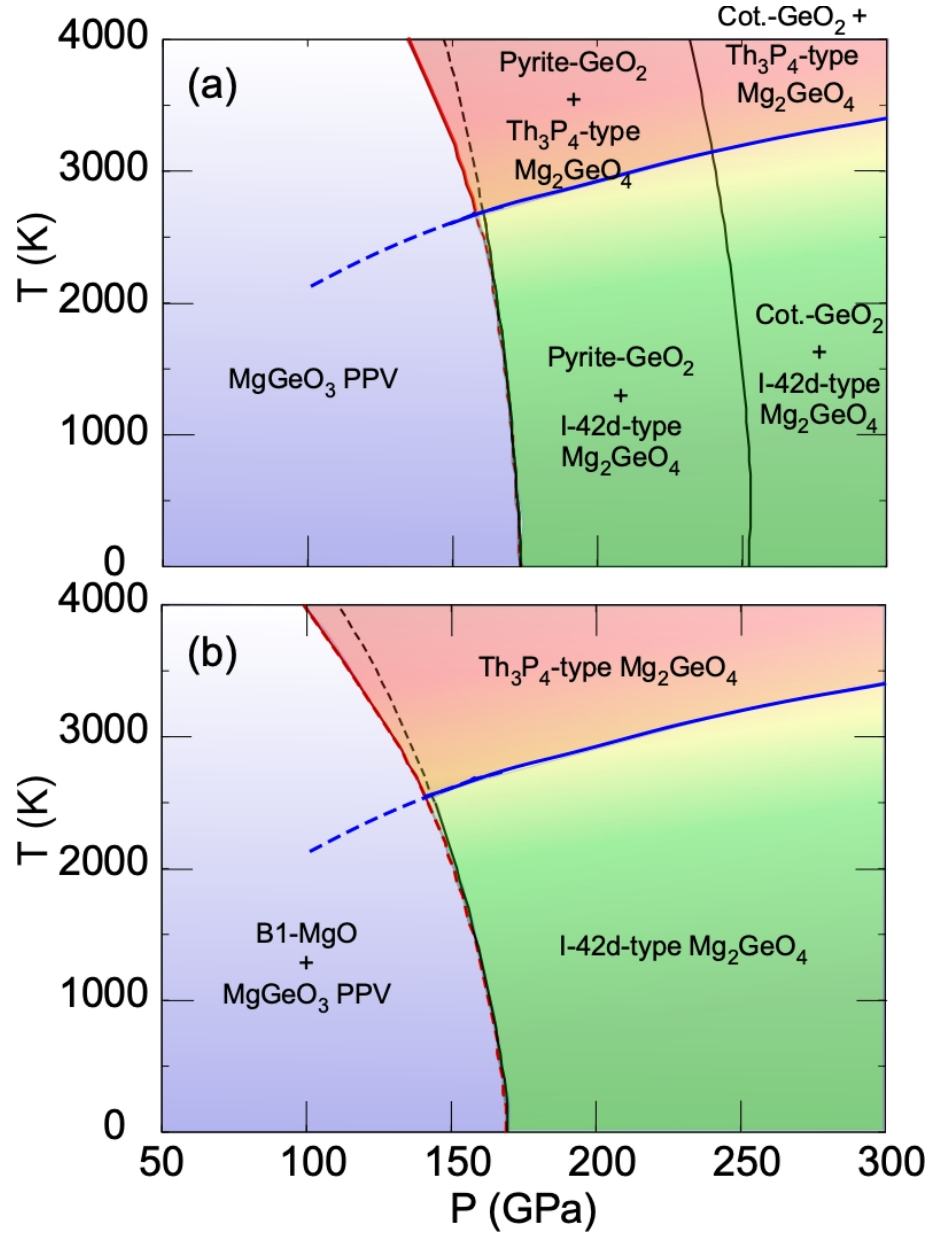 Cot.-GeO₂ +
Th₃P₄-type
Mg₂GeO₄
(a)
Pyrite-GeO₂
+
Th₃P₄-type
Mg₂GeO₄
MgGeO₃ PPV
Pyrite-GeO₂
+
I-42d-type
Mg₂GeO₄
Cot.-GeO₂
+
I-42d-type
Mg₂GeO₄
T (K)
4000
3000
2000
1000
0
(b)
Th₃P₄-type Mg₂GeO₄
B1-MgO
+
MgGeO₃ PPV
I-42d-type Mg₂GeO₄
T (K)
4000
3000
2000
1000
0
50 100 150 200 250 300
P (GPa)